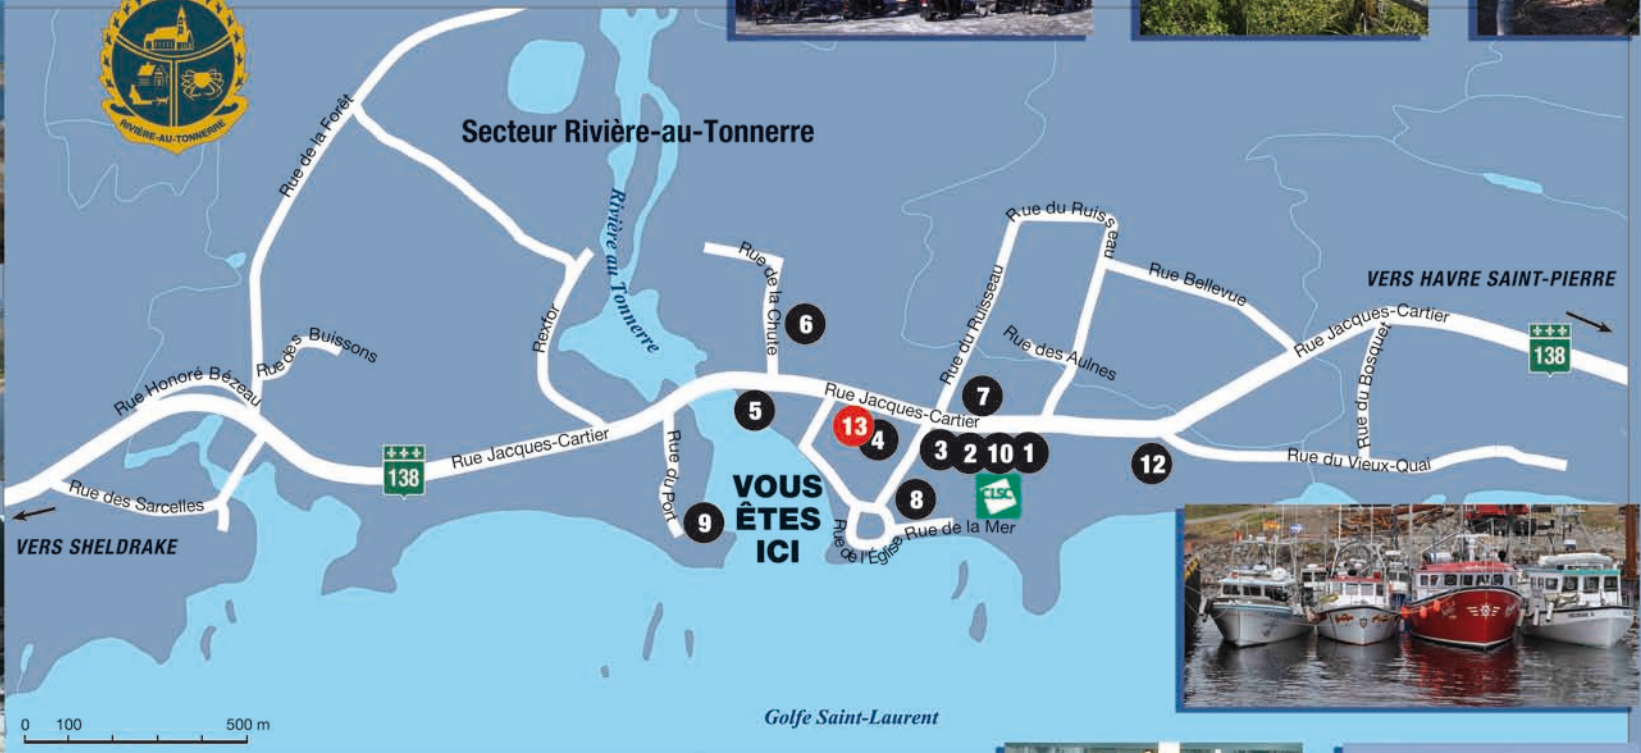 RIVIÈRE-AU-TONNERRE
Secteur Rivière-au-Tonnerre
Rue de la Forêt
Rivière au Tonnerre
Rue du Ruisseau
Rue de la Chute
Rue Bellevue
VERS HAVRE SAINT-PIERRE
Rexfor
6
Rue du Ruisseau
Rue Jacques-Cartier
138
Rue des Buissons
Rue des Aulnes
Rue du Bosquet
Rue Honoré Bézeau
5
Rue Jacques-Cartier
7
13
4
3
2
10
1
12
Rue du Vieux-Quai
Rue Jacques-Cartier
138
Rue du Port
CLSC
Rue des Sarcelles
VOUS
ÊTES
ICI
8
9
Rue de l'Église
Rue de la Mer
VERS SHELDRAKE
Golfe Saint-Laurent
0 100 500 m